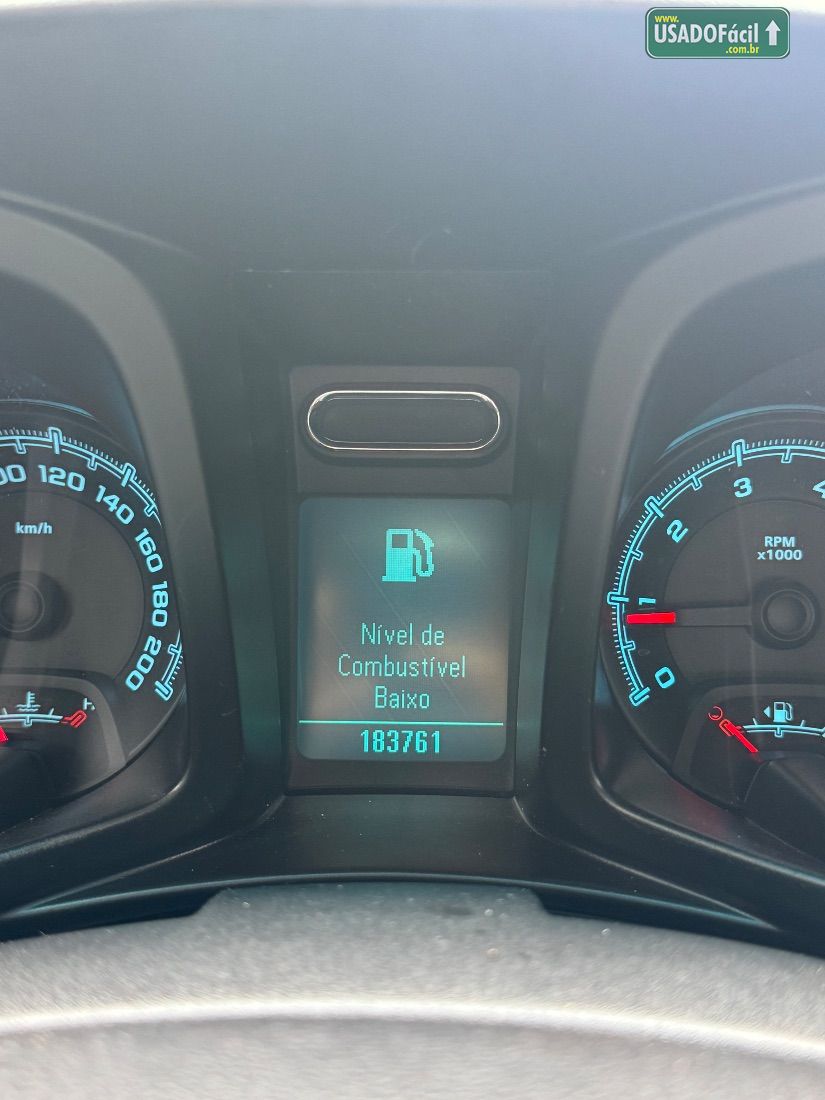 www.
USADOFácil
.com.br
120
140
160
180
200
km/h
Nível de
Combustível
Baixo
183761
0
1
2
3
4
RPM
x1000